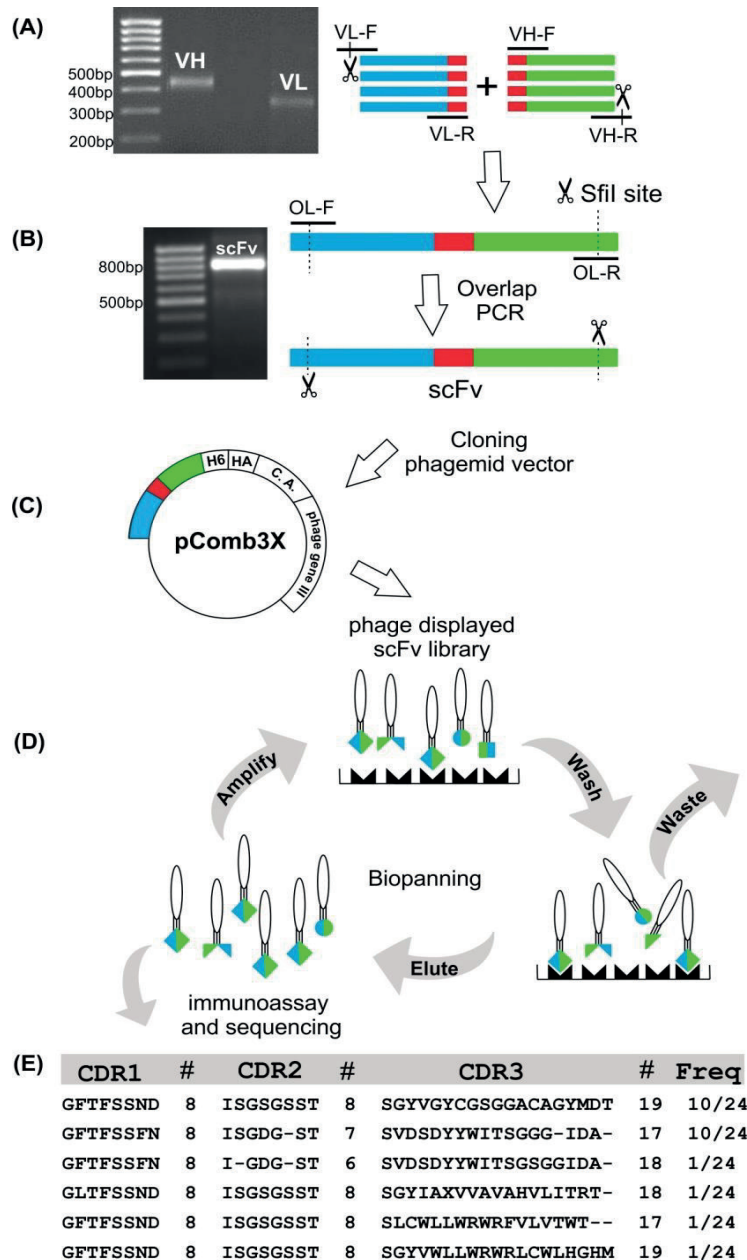 (A)
VH
VL
500bp
400bp
300bp
200bp
VL-F
VH-F
+
VL-R
VH-R
SfiI site
(B)
scFv
800bp
500bp
OL-F
OL-R
Overlap
PCR
scFv
Cloning
phagemid vector
(C)
H6
HA
C. A.
phage gene III
pComb3X
phage displayed
scFv library
(D)
Amplify
Wash
Waste
Biopanning
Elute
immunoassay
and sequencing
(E)
CDR1 # CDR2 # CDR3 # Freq
GFTFSSND 8 ISGSGSST 8 SGYVGYCGSGGACAGYMDT 19 10/24
GFTFSSFN 8 ISGDG-ST 7 SVDSDYYWITSGGG-IDA- 17 10/24
GFTFSSFN 8 I-GDG-ST 6 SVDSDYYWITSGSGGIDA- 18 1/24
GLTFSSND 8 ISGSGSST 8 SGYIAXVVAVAHVLITRT- 18 1/24
GFTFSSND 8 ISGSGSST 8 SLCWLLWRWRFVLVTWT-- 17 1/24
GFTFSSND 8 ISGSGSST 8 SGYVWLLWRWRLCWLHGHM 19 1/24